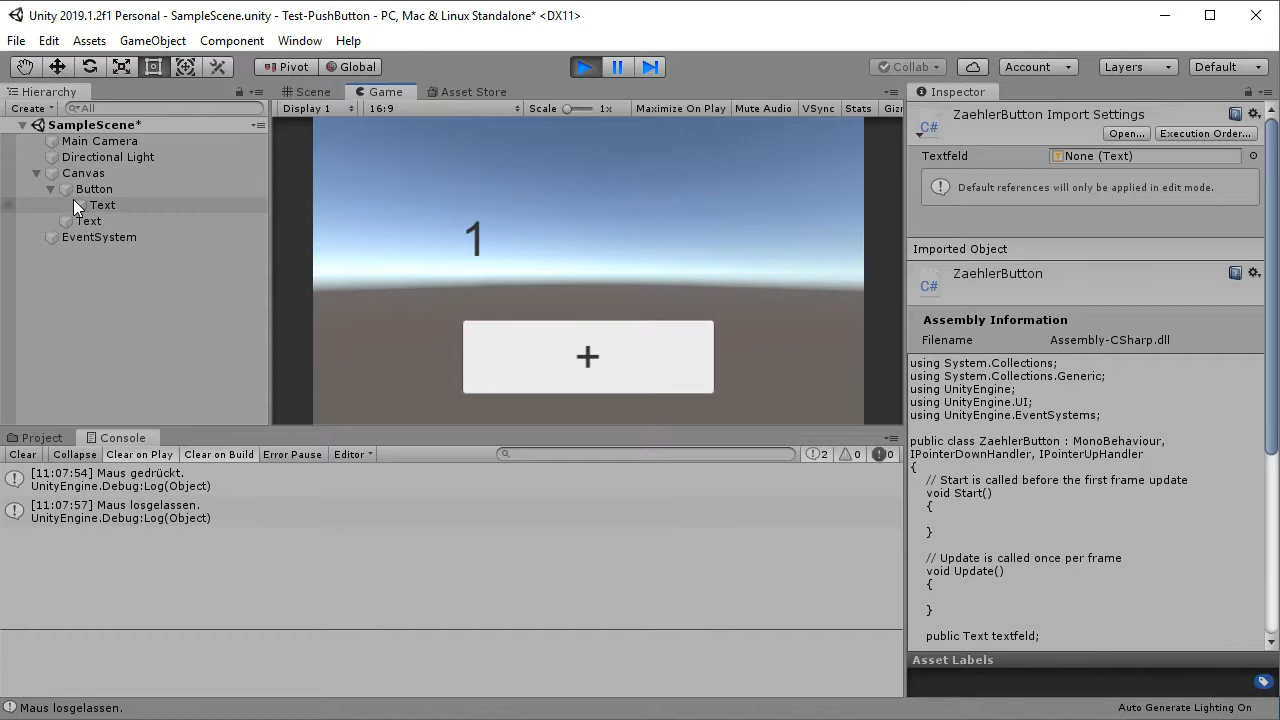 Unity 2019.1.2f1 Personal - SampleScene.unity - Test-PushButton - PC, Mac & Linux Standalone* <DX11>
File Edit Assets GameObject Component Window Help
Pivot Global Collab Account Layers Default
Hierarchy
Create All
SampleScene*
Main Camera
Directional Light
Canvas
Button
Text
Text
EventSystem
Scene Game Asset Store
Display 1 16:9 Scale 1x Maximize On Play Mute Audio VSync Stats Giz
1
+
Inspector
ZaehlerButton Import Settings
Open... Execution Order...
Textfeld None (Text)
Default references will only be applied in edit mode.
Imported Object
ZaehlerButton
Assembly Information
Filename Assembly-CSharp.dll
using System.Collections;
using System.Collections.Generic;
using UnityEngine;
using UnityEngine.UI;
using UnityEngine.EventSystems;
public class ZaehlerButton : MonoBehaviour,
IPointerDownHandler, IPointerUpHandler
{
// Start is called before the first frame update
void Start()
{
}
// Update is called once per frame
void Update()
{
}
public Text textfeld;
Asset Labels
Project Console
Clear Collapse Clear on Play Clear on Build Error Pause Editor 2 0 0
[11:07:54] Maus gedrückt.
UnityEngine.Debug:Log(Object)
[11:07:57] Maus losgelassen.
UnityEngine.Debug:Log(Object)
Maus losgelassen.
Auto Generate Lighting On